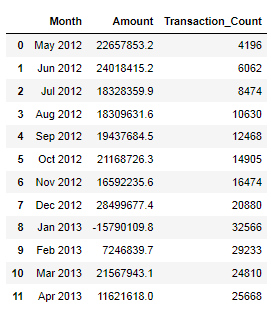 Month Amount Transaction_Count
0 May 2012 22657853.2 4196
1 Jun 2012 24018415.2 6062
2 Jul 2012 18328359.9 8474
3 Aug 2012 18309631.6 10630
4 Sep 2012 19437684.5 12468
5 Oct 2012 21168726.3 14905
6 Nov 2012 16592235.6 16474
7 Dec 2012 28499677.4 20880
8 Jan 2013 -15790109.8 32566
9 Feb 2013 7246839.7 29233
10 Mar 2013 21567943.1 24810
11 Apr 2013 11621618.0 25668